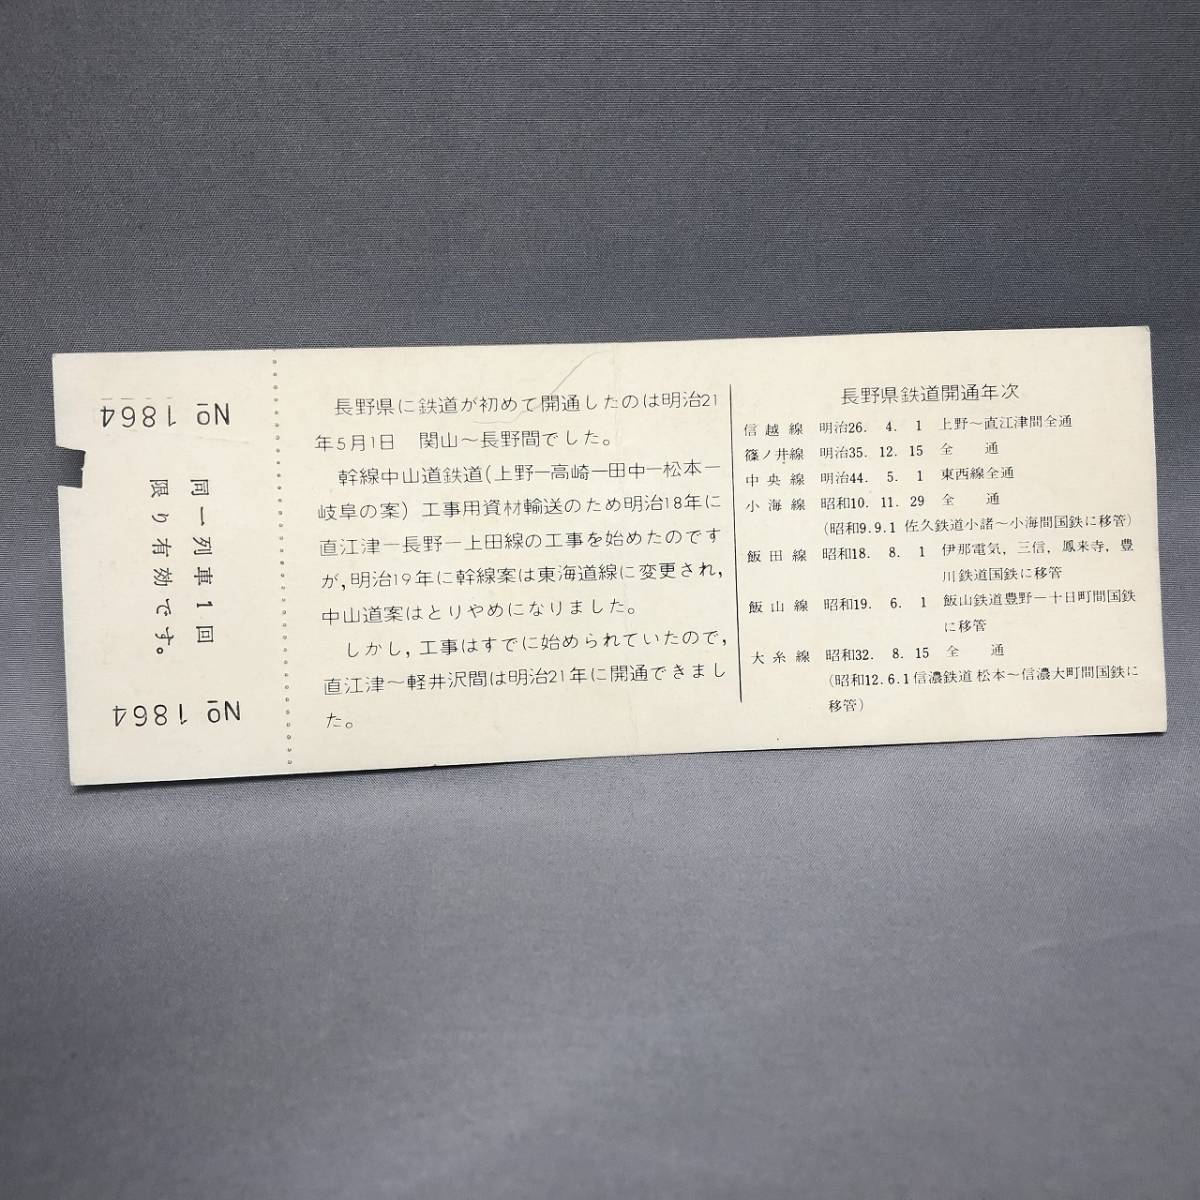 No 1864
同一列車1回
限り有効です。
No 1864
長野県に鉄道が初めて開通したのは明治21
年5月1日　関山～長野間でした。
幹線中山道鉄道(上野ー高崎ー田中ー松本ー
岐阜の案) 工事用資材輸送のため明治18年に
直江津ー長野ー上田線の工事を始めたのです
が, 明治19年に幹線案は東海道線に変更され,
中山道案はとりやめになりました。
しかし, 工事はすでに始められていたので,
直江津～軽井沢間は明治21年に開通できまし
た。
長野県鉄道開通年次
信越線 明治26. 4. 1 上野～直江津間全通
篠ノ井線 明治35. 12. 15 全　通
中央線 明治44. 5. 1 東西線全通
小海線 昭和10. 11. 29 全　通
(昭和9.9.1 佐久鉄道小諸～小海間国鉄に移管)
飯田線 昭和18. 8. 1 伊那電気, 三信, 鳳来寺, 豊
川鉄道国鉄に移管
飯山線 昭和19. 6. 1 飯山鉄道豊野ー十日町間国鉄
に移管
大糸線 昭和32. 8. 15 全　通
(昭和12.6.1 信濃鉄道 松本～信濃大町間国鉄に
移管)